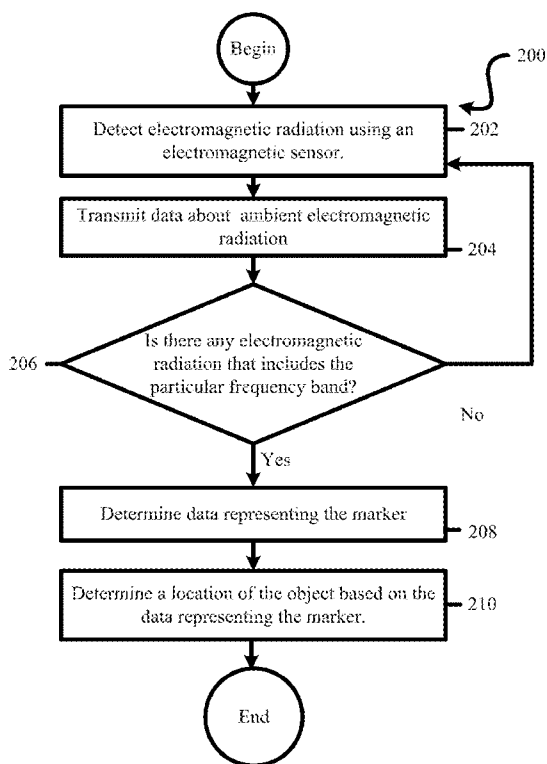 Begin
200
Detect electromagnetic radiation using an
electromagnetic sensor.
202
Transmit data about ambient electromagnetic
radiation
204
Is there any electromagnetic
radiation that includes the
particular frequency band?
206
No
Yes
Determine data representing the marker
208
Determine a location of the object based on the
data representing the marker.
210
End